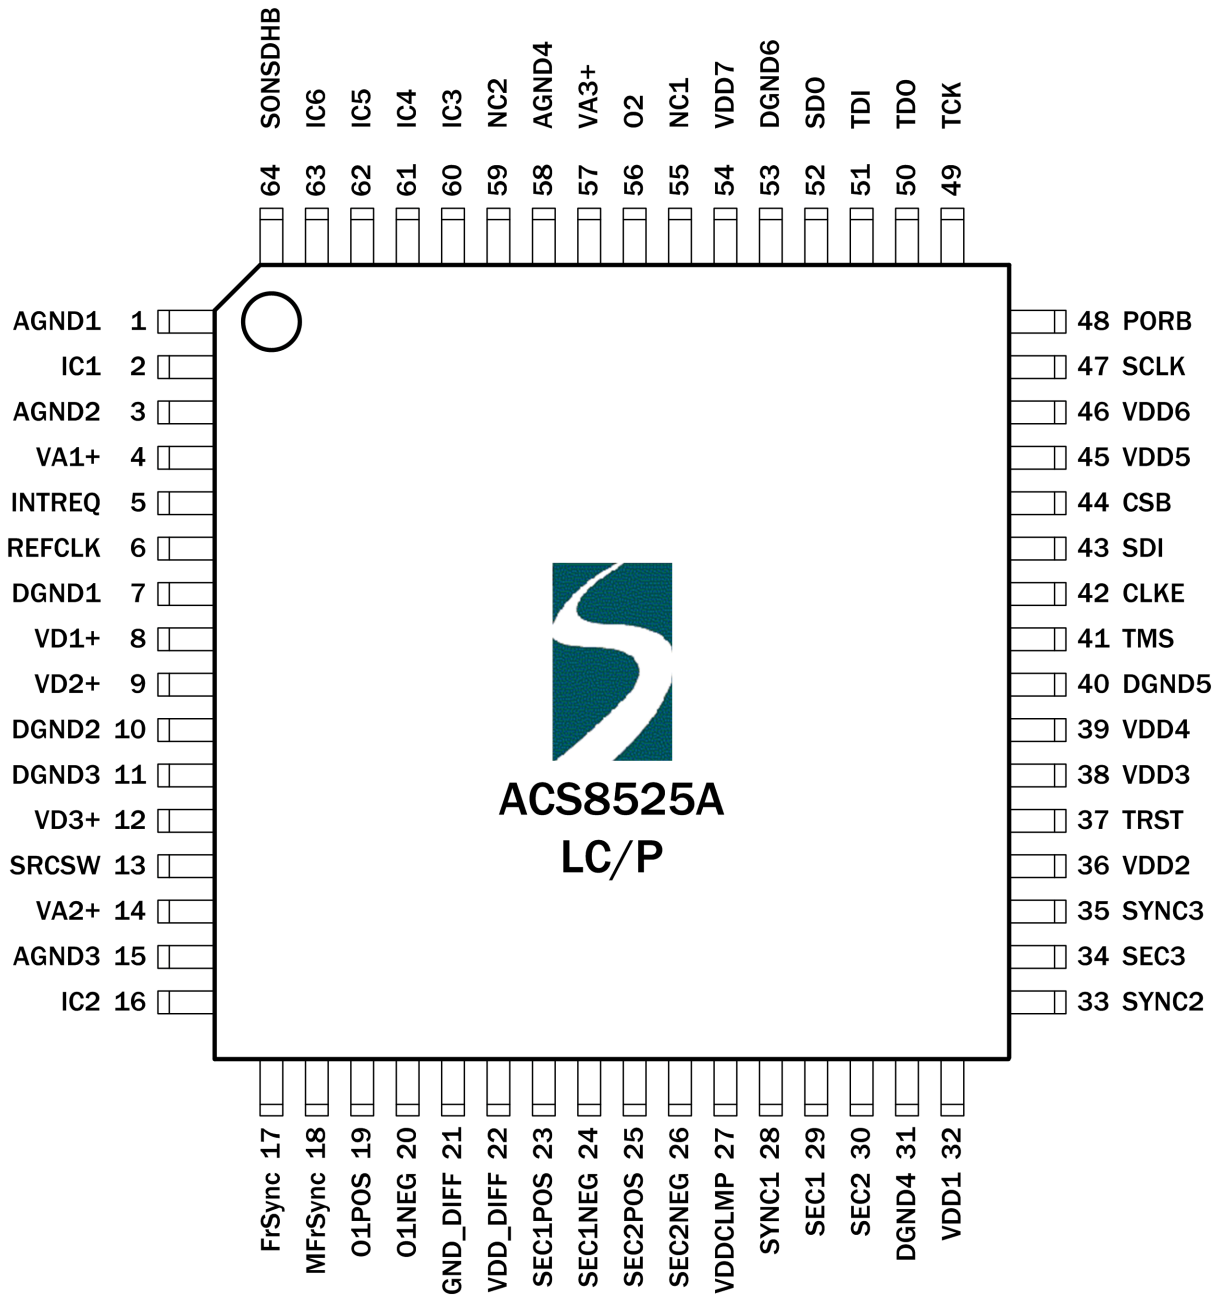 SONSDHB 64
IC6 63
IC5 62
IC4 61
IC3 60
NC2 59
AGND4 58
VA3+ 57
O2 56
NC1 55
VDD7 54
DGND6 53
SDO 52
TDI 51
TDO 50
TCK 49
AGND1 1
IC1 2
AGND2 3
VA1+ 4
INTREQ 5
REFCLK 6
DGND1 7
VD1+ 8
VD2+ 9
DGND2 10
DGND3 11
VD3+ 12
SRCSW 13
VA2+ 14
AGND3 15
IC2 16
ACS8525A
LC/P
48 PORB
47 SCLK
46 VDD6
45 VDD5
44 CSB
43 SDI
42 CLKE
41 TMS
40 DGND5
39 VDD4
38 VDD3
37 TRST
36 VDD2
35 SYNC3
34 SEC3
33 SYNC2
FrSync 17
MFrSync 18
O1POS 19
O1NEG 20
GND_DIFF 21
VDD_DIFF 22
SEC1POS 23
SEC1NEG 24
SEC2POS 25
SEC2NEG 26
VDDCLMP 27
SYNC1 28
SEC1 29
SEC2 30
DGND4 31
VDD1 32